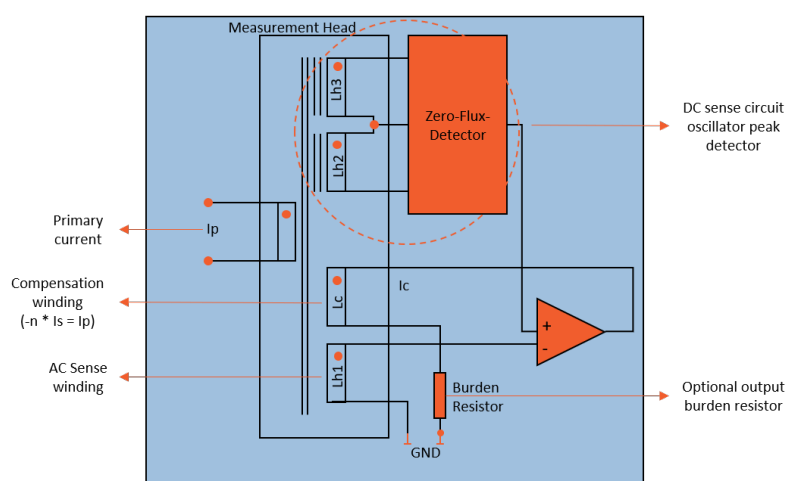 Measurement Head
Lh3
Zero-Flux-
Detector
DC sense circuit
oscillator peak
detector
Lh2
Primary
current
Ip
Compensation
winding
(-n * Is = Ip)
Lc
Ic
+
-
AC Sense
winding
Lh1
Burden
Resistor
Optional output
burden resistor
GND